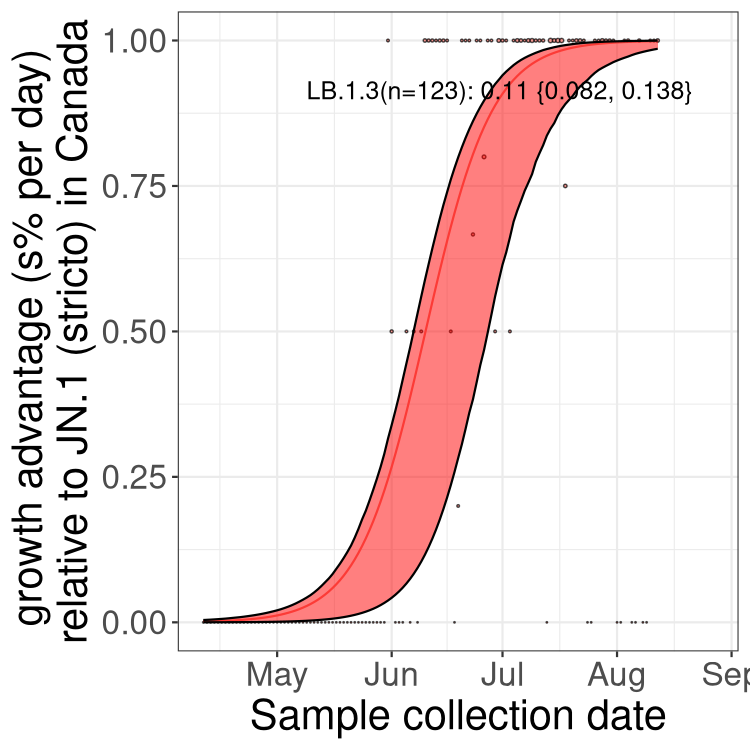 growth advantage (s% per day)
relative to JN.1 (stricto) in Canada
1.00
0.75
0.50
0.25
0.00
LB.1.3(n=123): 0.11 {0.082, 0.138}
May Jun Jul Aug Sep
Sample collection date